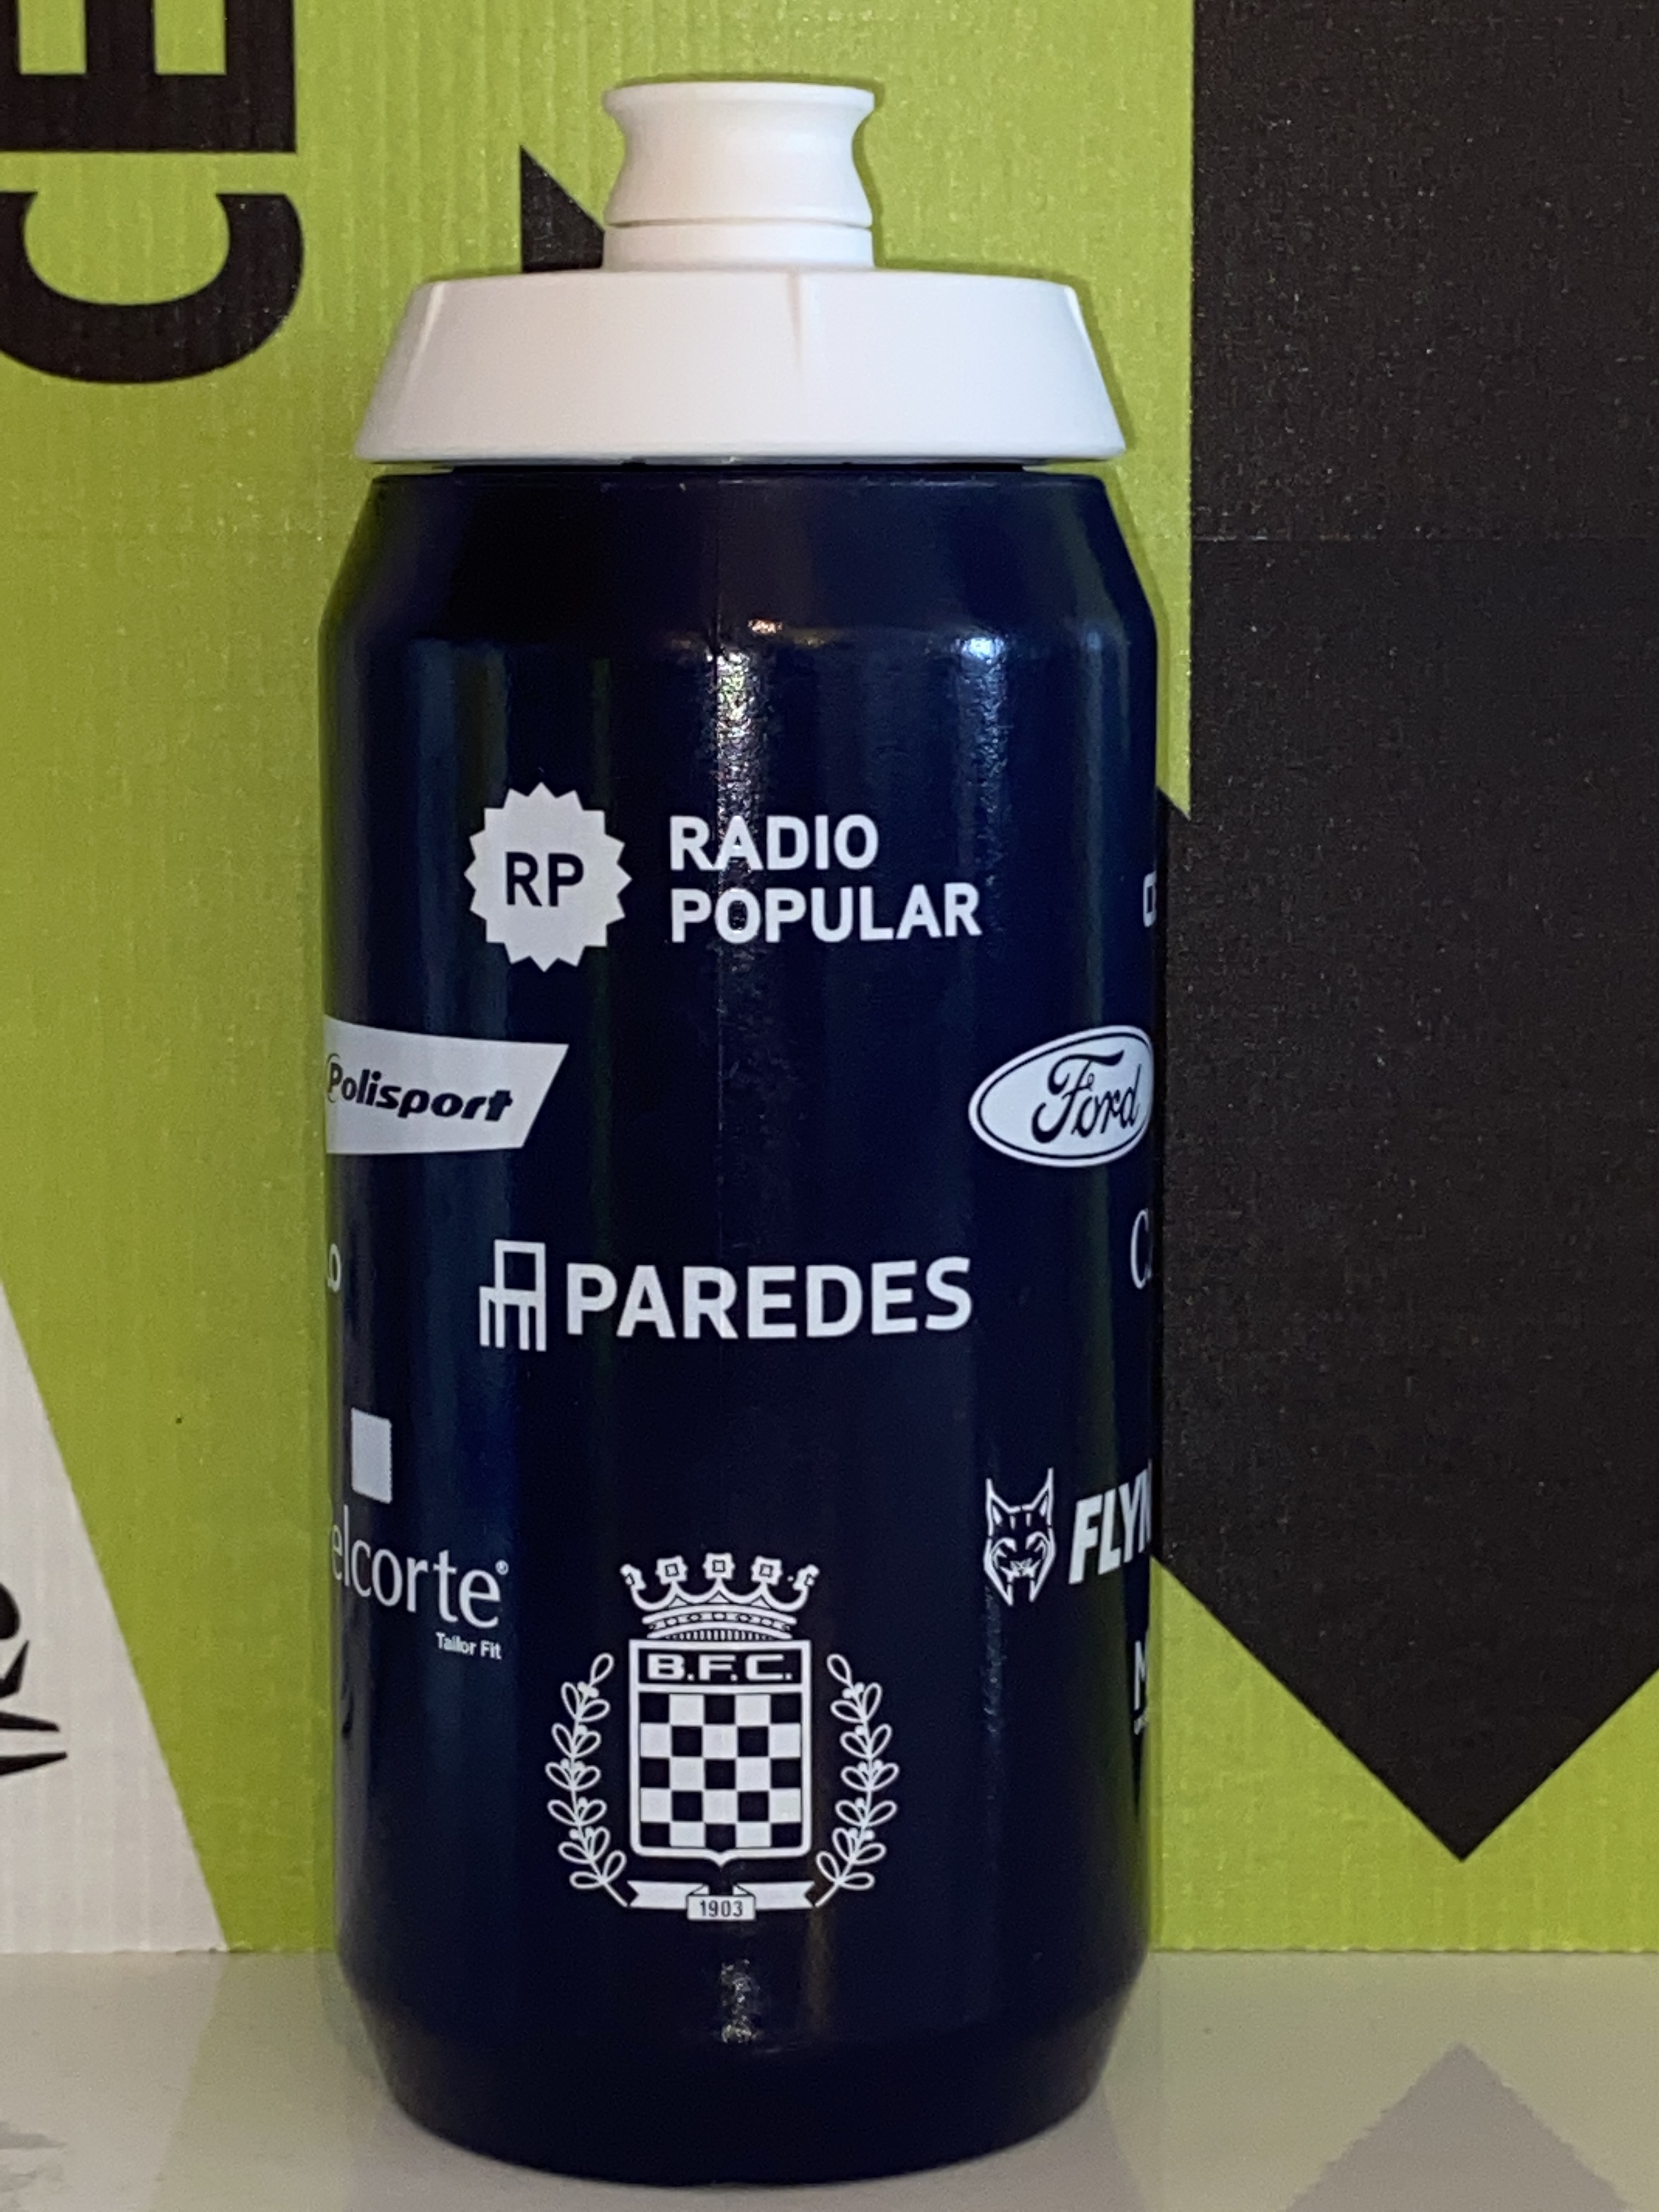 RP
RADIO
POPULAR
Polisport
Ford
PAREDES
elcorte®
Tailor Fit
B.F.C.
1903